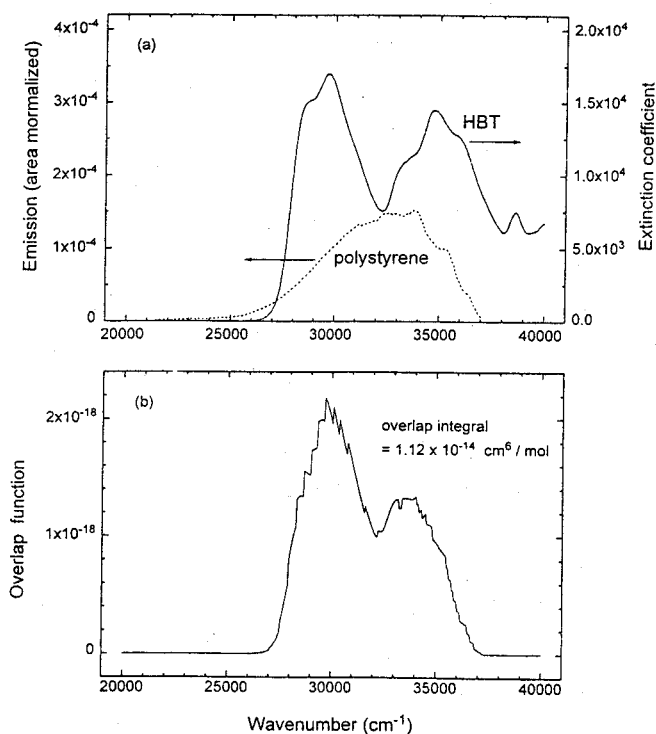 (a)
4x10-4
3x10-4
2x10-4
1x10-4
0
Emission (area mormalized)
2.0x10⁴
1.5x10⁴
1.0x10⁴
5.0x10³
0.0
Extinction coefficient
HBT
polystyrene
20000 25000 30000 35000 40000
(b)
2x10-18
1x10-18
0
Overlap function
overlap integral
= 1.12 x 10⁻¹⁴ cm⁶ / mol
20000 25000 30000 35000 40000
Wavenumber (cm⁻¹)